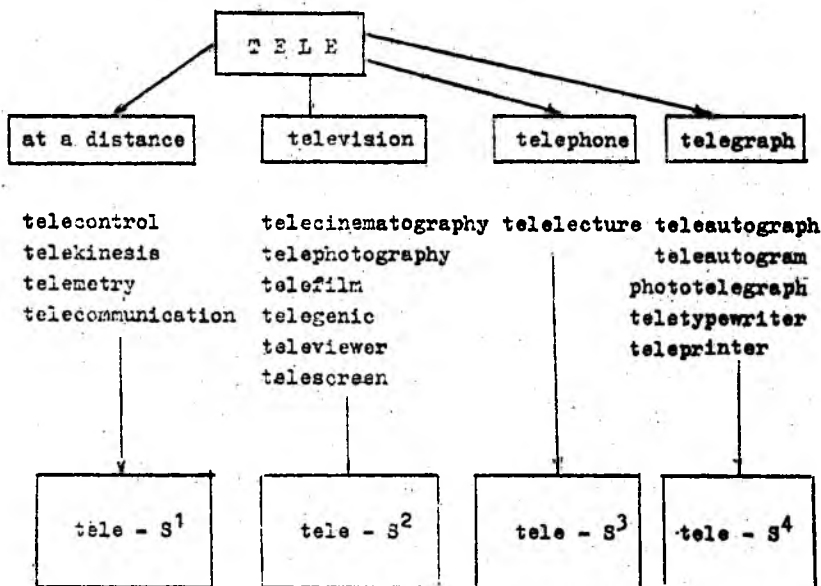 T E L E
at a distance television telephone telegraph
telecontrol telecinematography telelecture teleautograph
telekinesis telephotography teleautogram
telemetry telefilm phototelegraph
telecommunication telegenic teletypewriter
televiewer teleprinter
telescreen
tele - S¹ tele - S² tele - S³ tele - S⁴